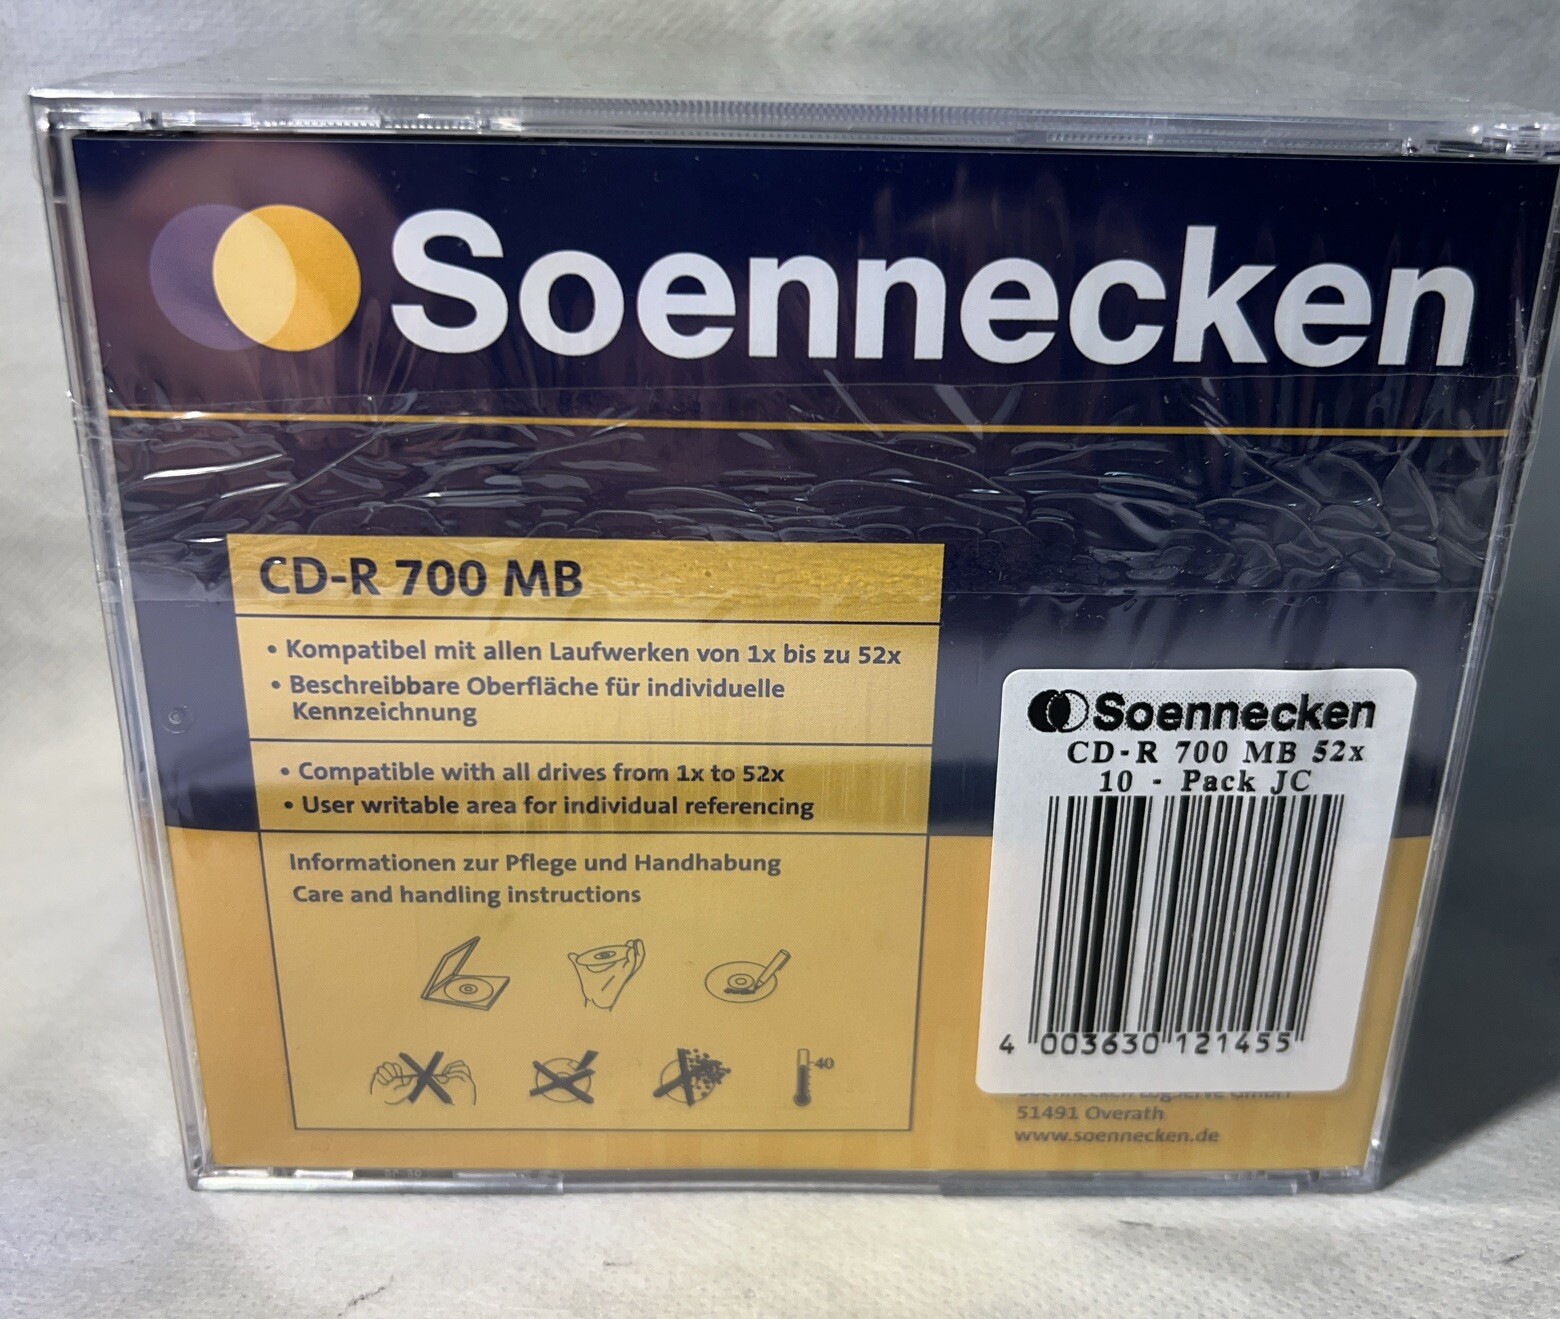 Soennecken
CD-R 700 MB
• Kompatibel mit allen Laufwerken von 1x bis zu 52x
• Beschreibbare Oberfläche für individuelle
Kennzeichnung
• Compatible with all drives from 1x to 52x
• User writable area for individual referencing
Informationen zur Pflege und Handhabung
Care and handling instructions
40
Soennecken
CD-R 700 MB 52x
10 - Pack JC
4 003630 121455
51491 Overath
www.soennecken.de